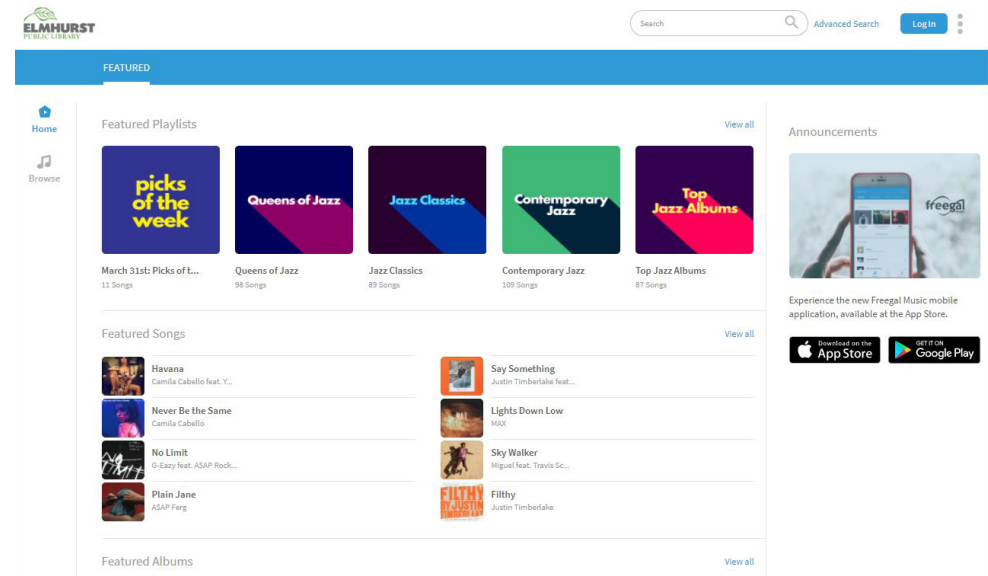 ELMHURST
PUBLIC LIBRARY
Search
Advanced Search
Log In
FEATURED
Home
Browse
Featured Playlists
View all
picks
of the
week
Queens of Jazz
Jazz Classics
Contemporary
Jazz
Top
Jazz Albums
March 31st: Picks of t...
11 Songs
Queens of Jazz
98 Songs
Jazz Classics
89 Songs
Contemporary Jazz
109 Songs
Top Jazz Albums
87 Songs
Featured Songs
View all
Havana
Camila Cabello feat. Y...
Never Be the Same
Camila Cabello
No Limit
G-Eazy feat. A$AP Rock...
Plain Jane
A$AP Ferg
Say Something
Justin Timberlake feat...
Lights Down Low
MAX
Sky Walker
Miguel feat. Travis Sc...
FILTHY
BY JUSTIN
TIMBERLAKE
Filthy
Justin Timberlake
Featured Albums
View all
Announcements
freegal
Experience the new Freegal Music mobile
application, available at the App Store.
Download on the
App Store
GET IT ON
Google Play